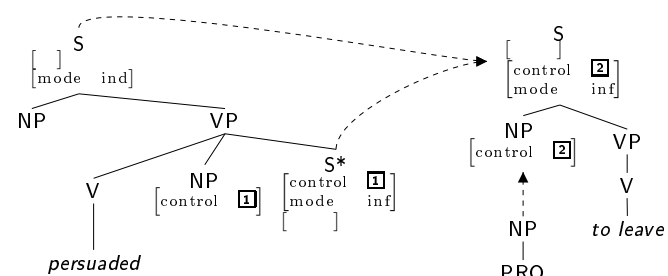 S
[ ]
[mode ind]
NP VP
V
NP
[control 1]
S*
[control 1
mode inf]
[ ]
persuaded
S
[ ]
[control 2
mode inf]
NP
[control 2]
VP
V
to leave
NP
PRO